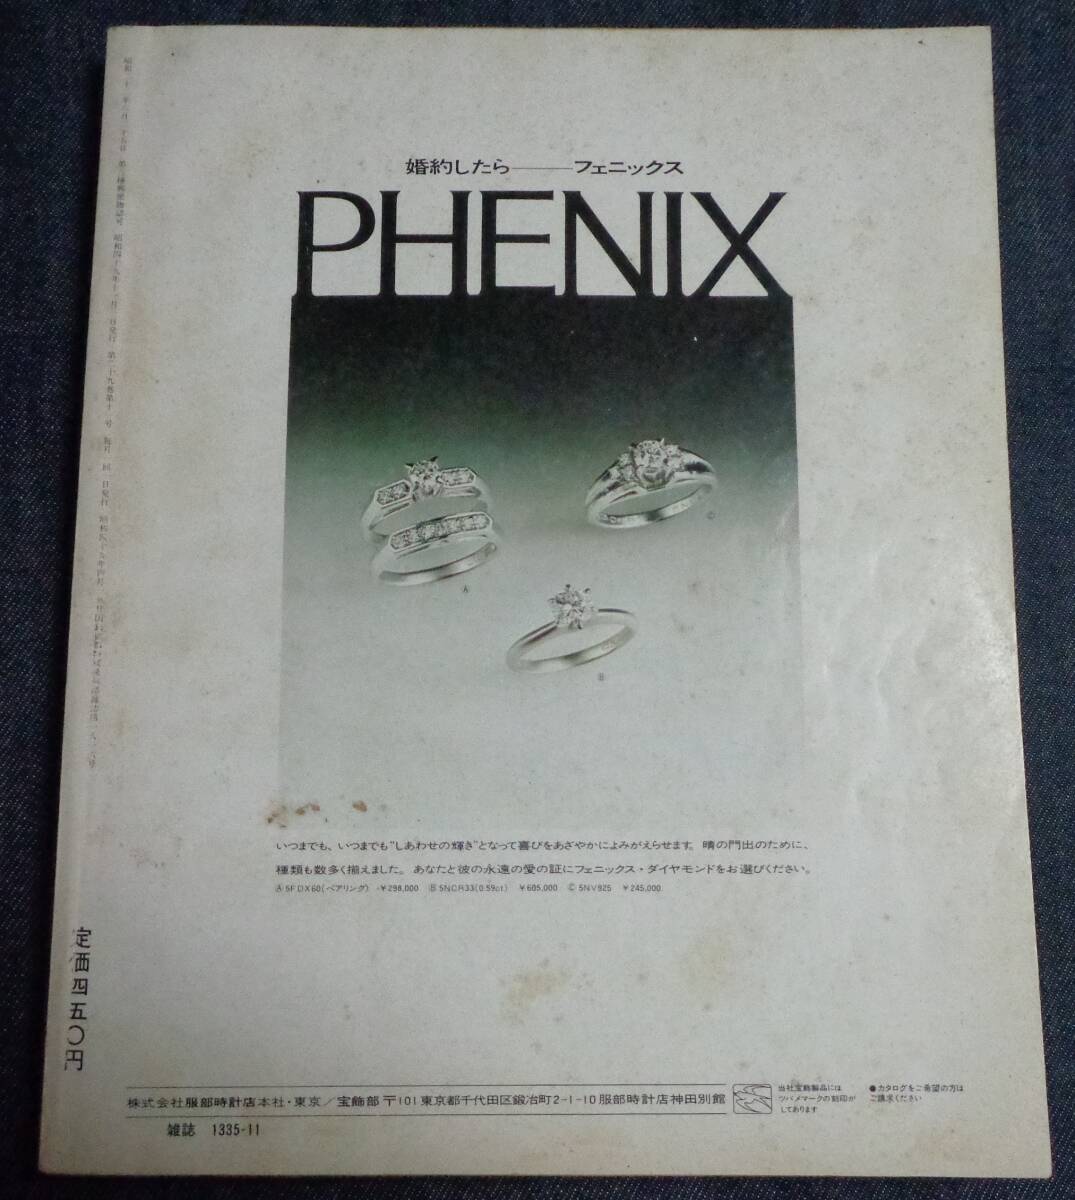 婚約したら――フェニックス
PHENIX
A
C
B
いつまでも、いつまでも"しあわせの輝き"となって喜びをあざやかによみがえらせます。晴の門出のために、
種類も数多く揃えました。あなたと彼の永遠の愛の証にフェニックス・ダイヤモンドをお選びください。
Ⓐ5FDX60(ペアリング) ¥298,000 Ⓑ5NCR33(0.59ct) ¥605,000 Ⓒ5NV925 ¥245,000
定価四五〇円
株式会社服部時計店本社・東京／宝飾部 〒101 東京都千代田区鍛冶町2-1-10 服部時計店神田別館
当社宝飾製品には
ツバメマークの刻印が
してあります
●カタログをご希望の方は
ご請求ください
雑誌 1335-11